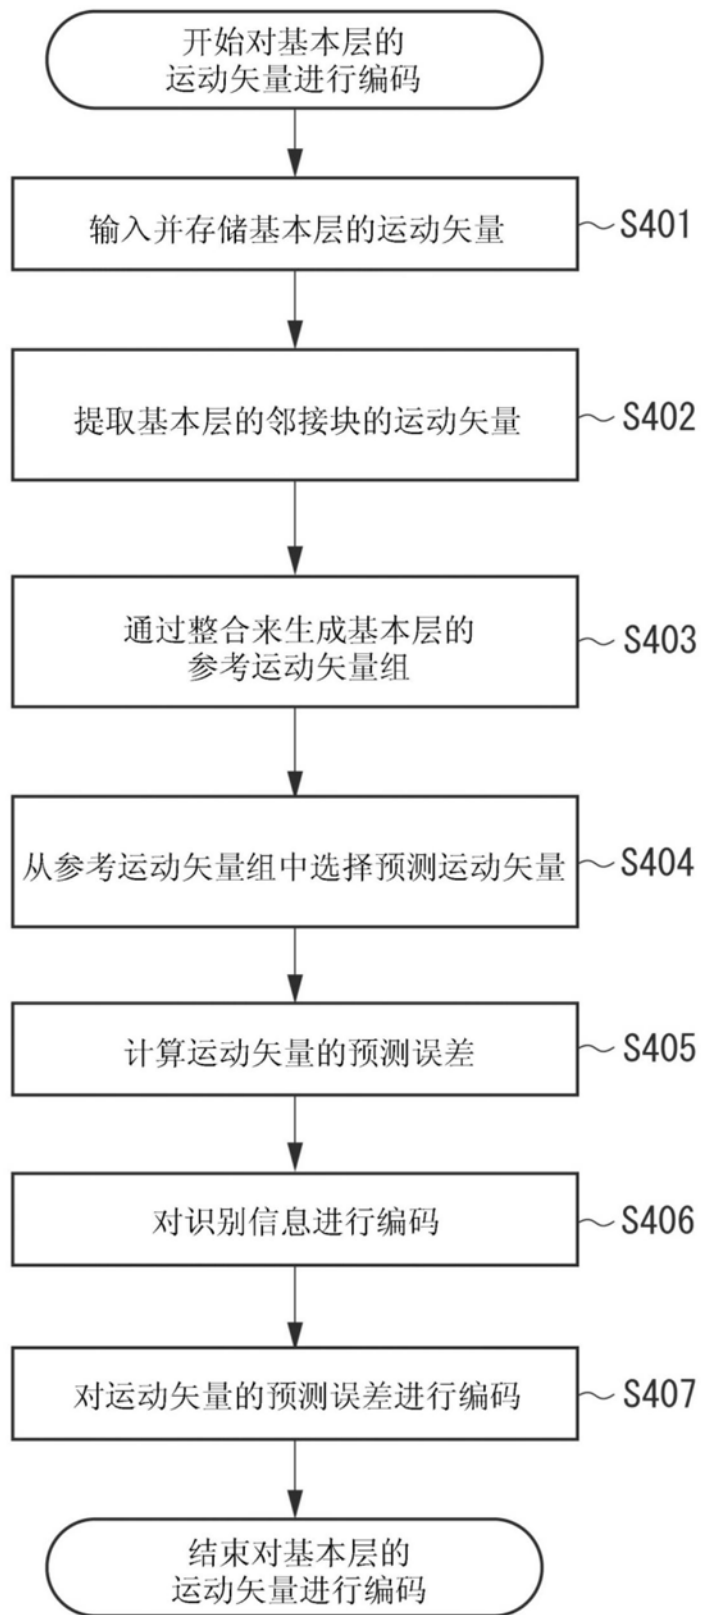 开始对基本层的
运动矢量进行编码
输入并存储基本层的运动矢量
S401
提取基本层的邻接块的运动矢量
S402
通过整合来生成基本层的
参考运动矢量组
S403
从参考运动矢量组中选择预测运动矢量
S404
计算运动矢量的预测误差
S405
对识别信息进行编码
S406
对运动矢量的预测误差进行编码
S407
结束对基本层的
运动矢量进行编码